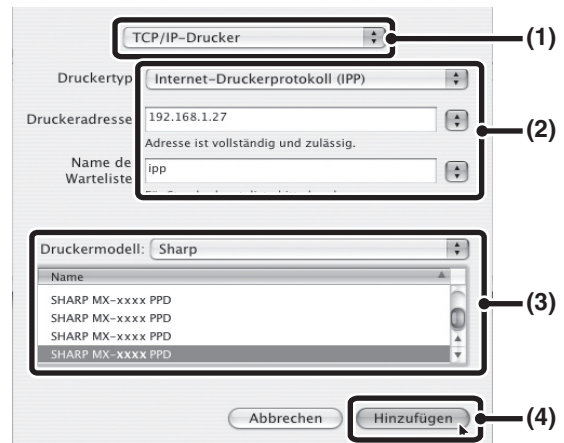 TCP/IP-Drucker
(1)
Druckertyp Internet-Druckerprotokoll (IPP)
Druckeradresse 192.168.1.27
(2)
Adresse ist vollständig und zulässig.
Name de
Warteliste
ipp
Druckermodell: Sharp
Name
SHARP MX-xxxx PPD
(3)
SHARP MX-xxxx PPD
SHARP MX-xxxx PPD
SHARP MX-xxxx PPD
Abbrechen Hinzufügen (4)